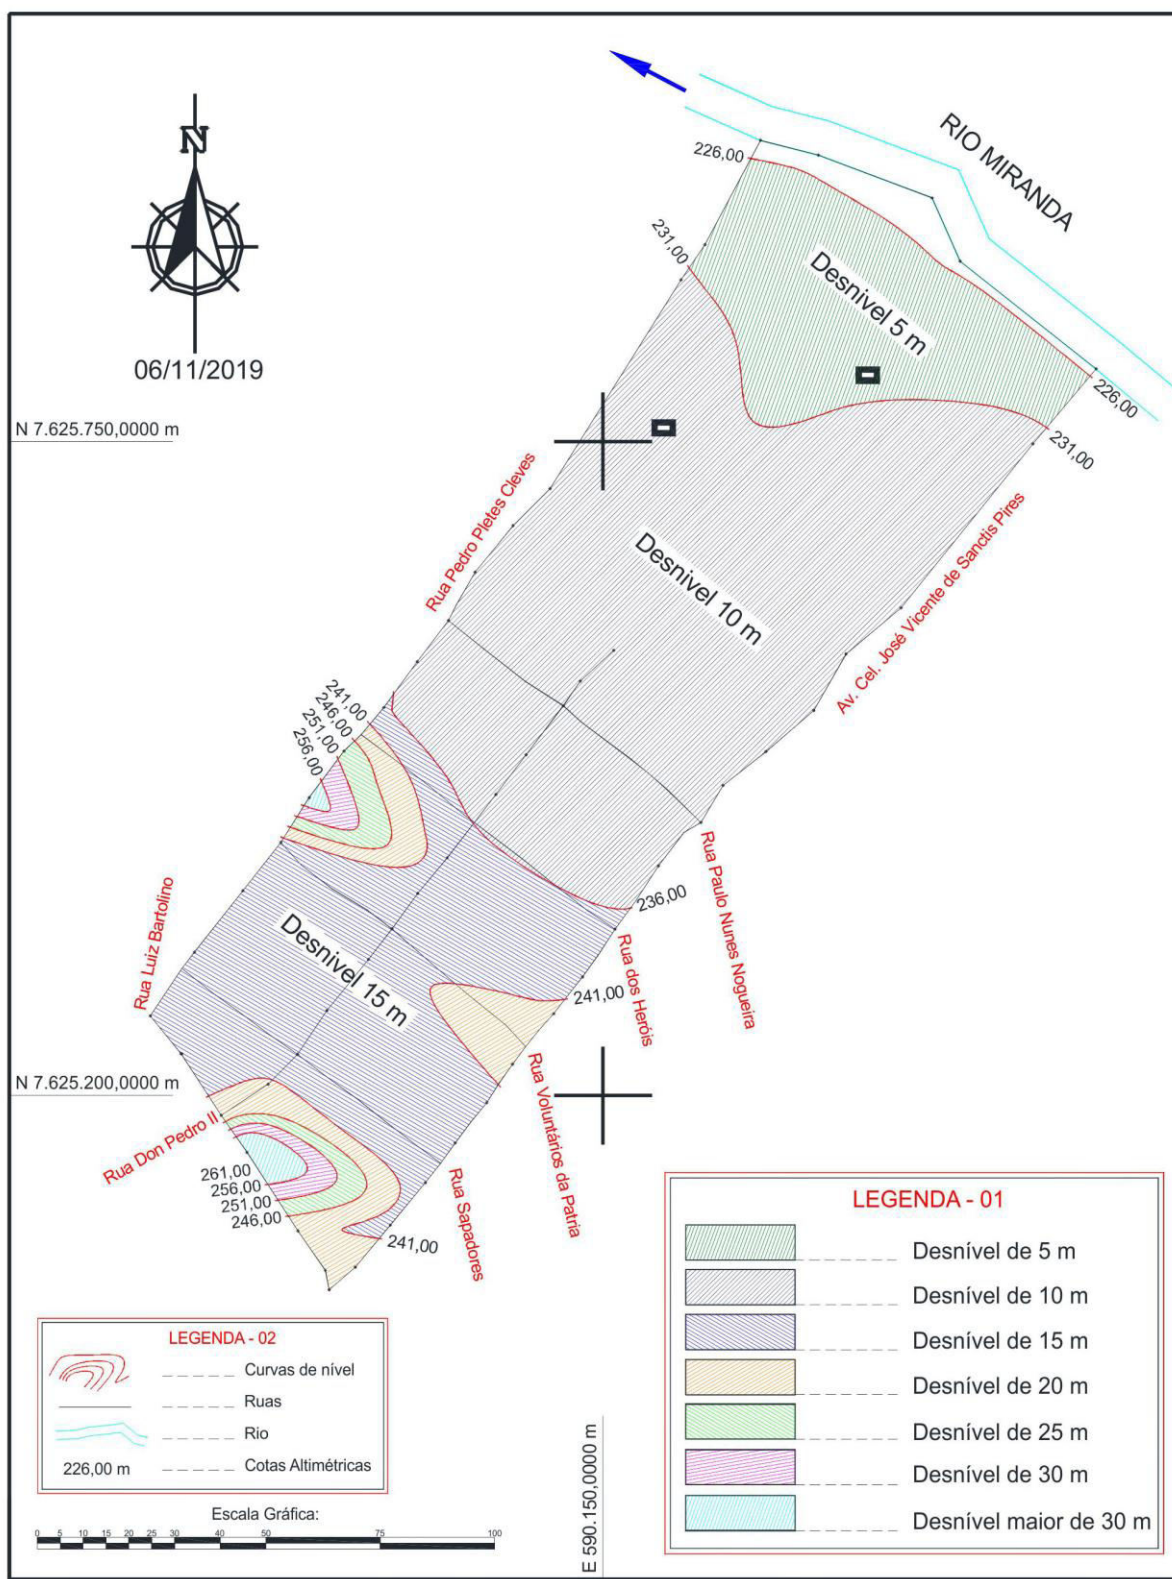 N
06/11/2019
RIO MIRANDA
226,00
231,00
Desnivel 5 m
226,00
231,00
N 7.625.750,0000 m
Rua Pedro Pletes Cleves
Desnivel 10 m
Av. Cel. José Vicente de Sanctis Pires
241,00
246,00
251,00
256,00
236,00
Rua Paulo Nunes Nogueira
Rua Luiz Bartolino
Desnivel 15 m
Rua dos Heróis
241,00
N 7.625.200,0000 m
Rua Voluntários da Patria
Rua Don Pedro II
261,00
256,00
251,00
246,00
241,00
Rua Sapadores
LEGENDA - 01
Desnível de 5 m
Desnível de 10 m
Desnível de 15 m
Desnível de 20 m
Desnível de 25 m
Desnível de 30 m
Desnível maior de 30 m
LEGENDA - 02
Curvas de nível
Ruas
Rio
226,00 m Cotas Altimétricas
Escala Gráfica:
0 5 10 15 20 25 30 40 50 75 100
E 590.150,0000 m